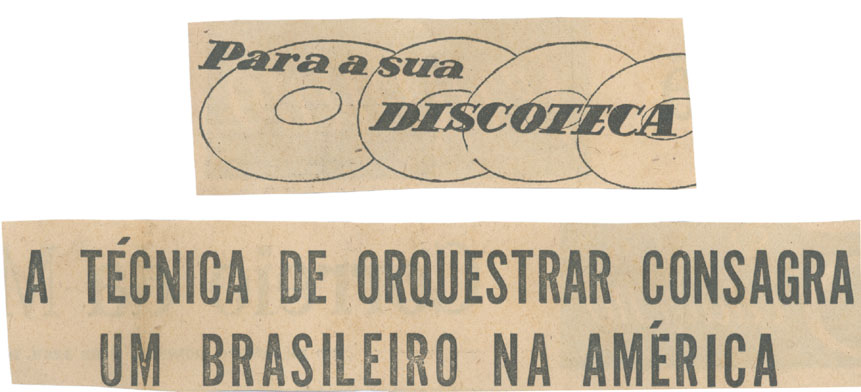 Para a sua
DISCOTECA
A TÉCNICA DE ORQUESTRAR CONSAGRA
UM BRASILEIRO NA AMÉRICA